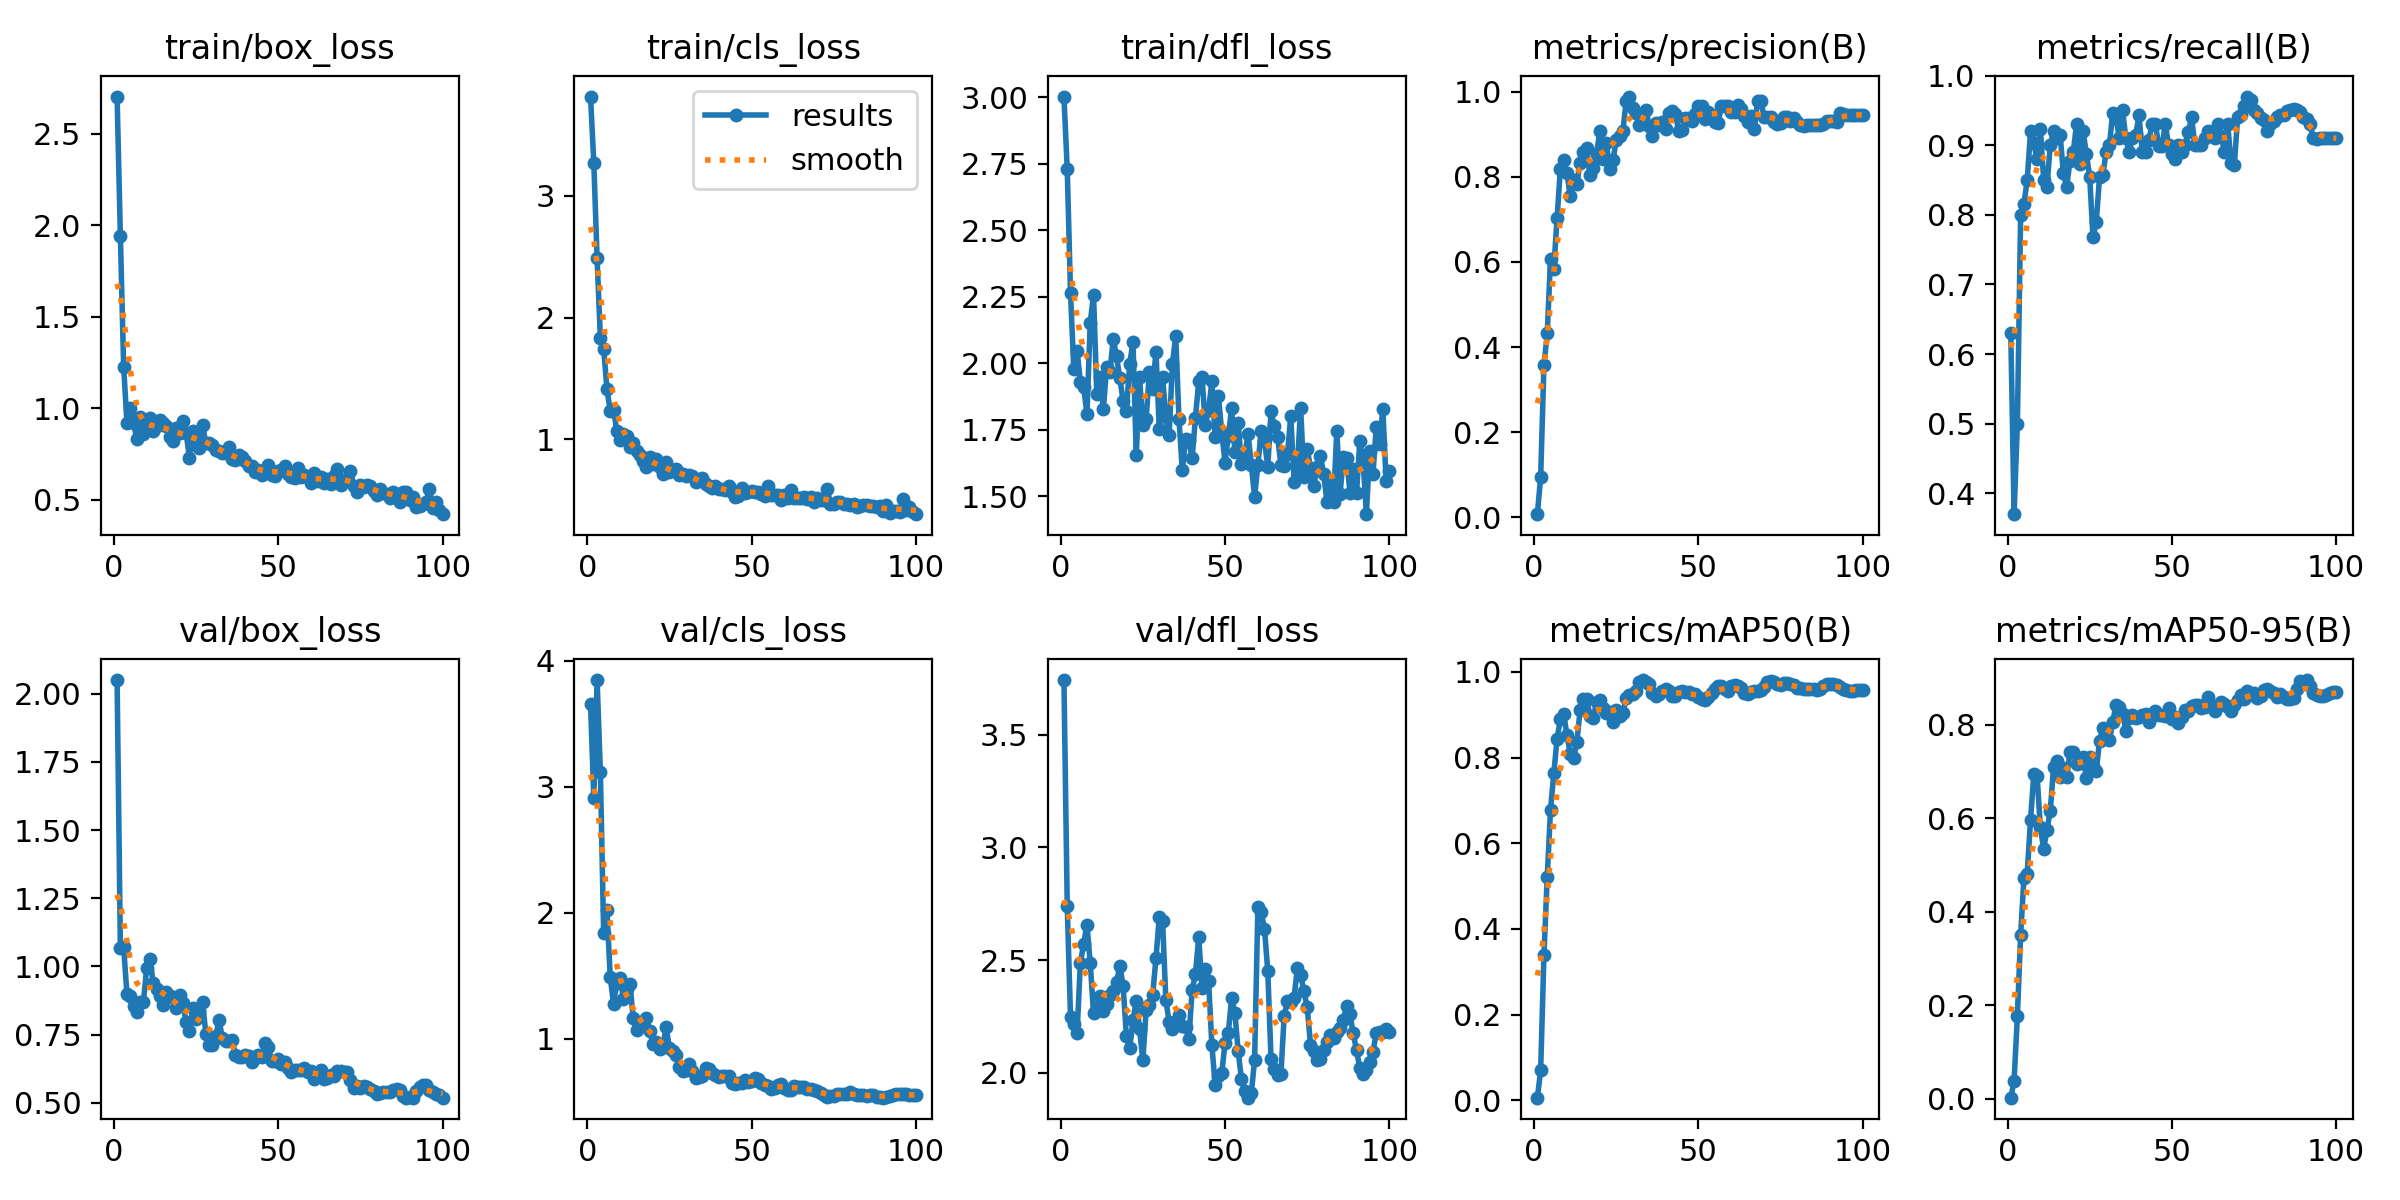 train/box_loss
2.5
2.0
1.5
1.0
0.5
0 50 100
train/cls_loss
results
smooth
3
2
1
0 50 100
train/dfl_loss
3.00
2.75
2.50
2.25
2.00
1.75
1.50
0 50 100
metrics/precision(B)
1.0
0.8
0.6
0.4
0.2
0.0
0 50 100
metrics/recall(B)
1.0
0.9
0.8
0.7
0.6
0.5
0.4
0 50 100
val/box_loss
2.00
1.75
1.50
1.25
1.00
0.75
0.50
0 50 100
val/cls_loss
4
3
2
1
0 50 100
val/dfl_loss
3.5
3.0
2.5
2.0
0 50 100
metrics/mAP50(B)
1.0
0.8
0.6
0.4
0.2
0.0
0 50 100
metrics/mAP50-95(B)
0.8
0.6
0.4
0.2
0.0
0 50 100